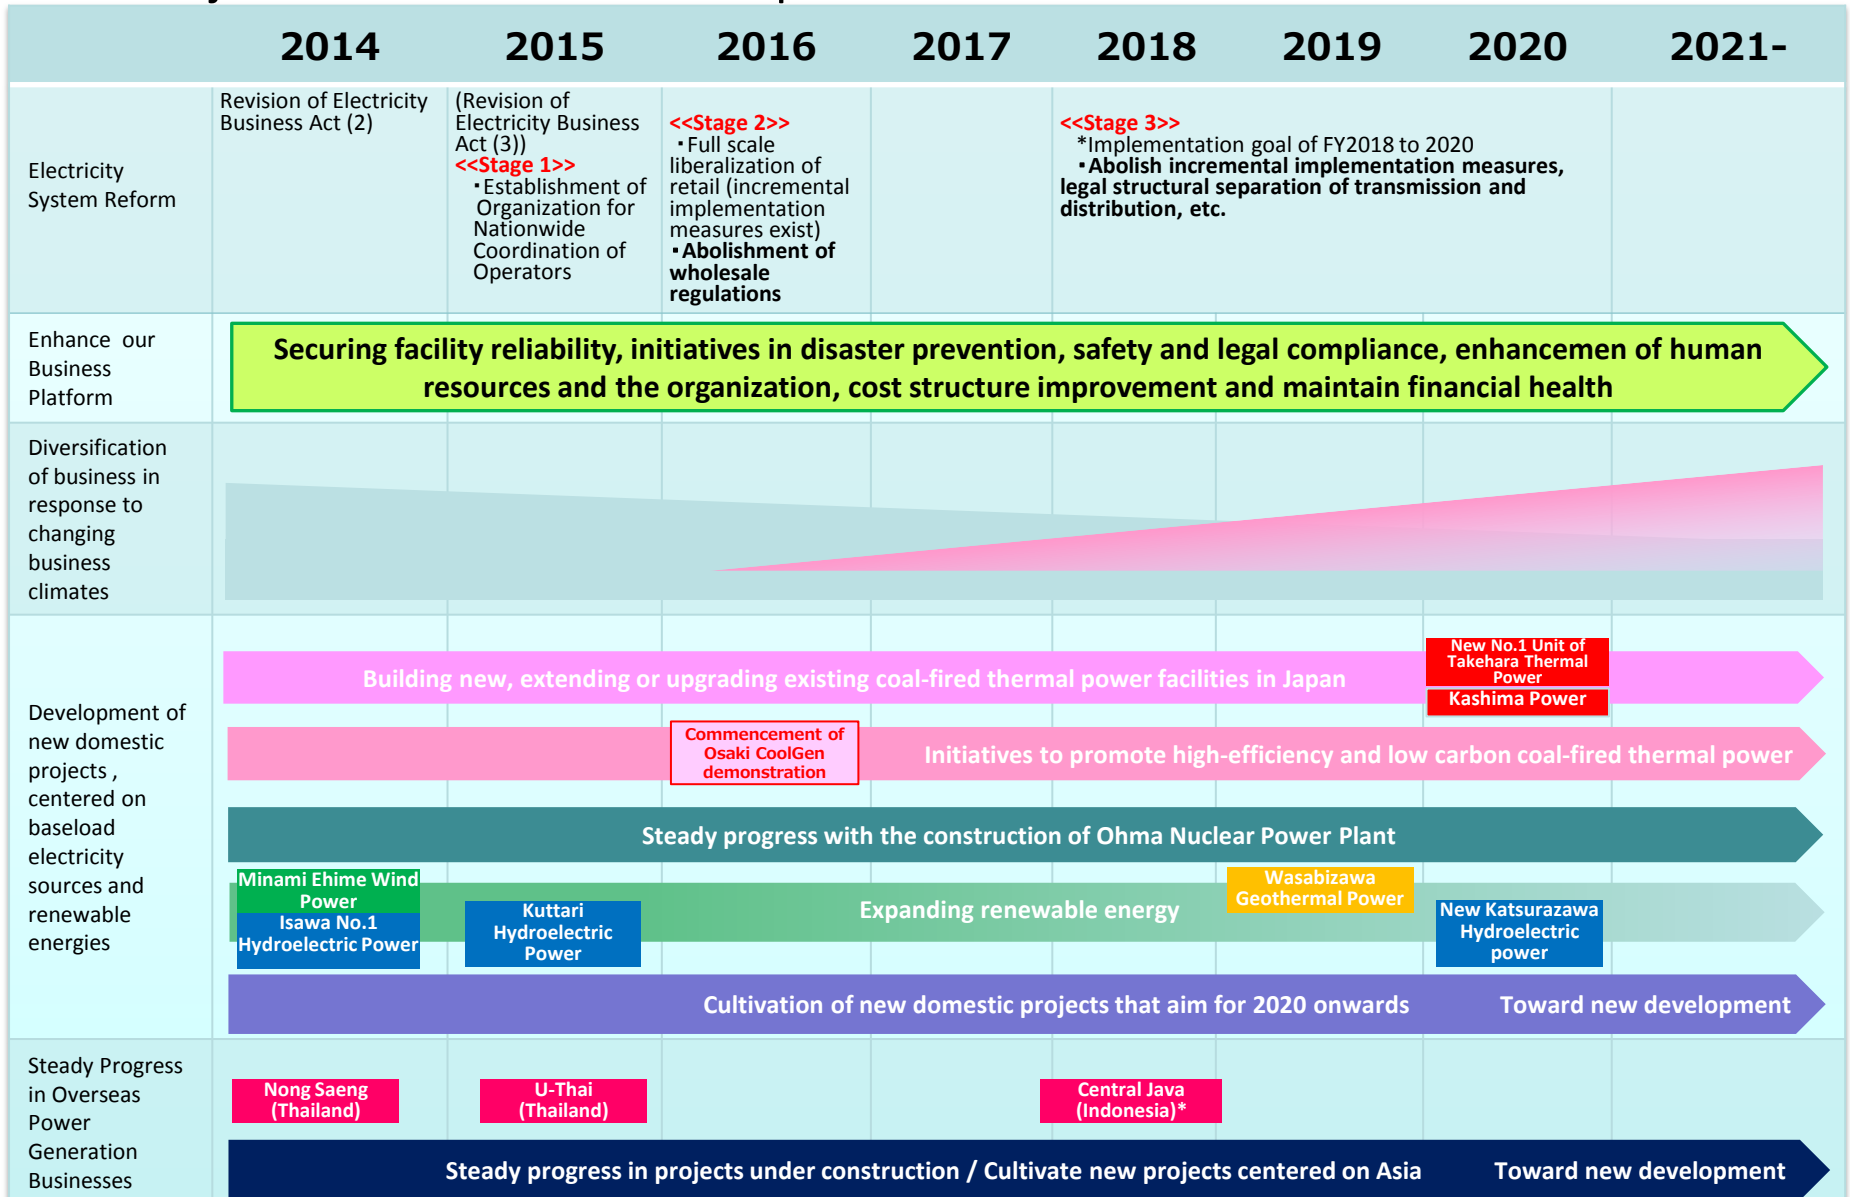 2014 2015 2016 2017 2018 2019 2020 2021-
Electricity
System Reform
Revision of Electricity
Business Act (2)
(Revision of
Electricity Business
Act (3))
<<Stage 1>>
・Establishment of
Organization for
Nationwide
Coordination of
Operators
<<Stage 2>>
・Full scale
liberalization of
retail (incremental
implementation
measures exist)
・Abolishment of
wholesale
regulations
<<Stage 3>>
*Implementation goal of FY2018 to 2020
・Abolish incremental implementation measures,
legal structural separation of transmission and
distribution, etc.
Enhance our
Business
Platform
Securing facility reliability, initiatives in disaster prevention, safety and legal compliance, enhancemen of human
resources and the organization, cost structure improvement and maintain financial health
Diversification
of business in
response to
changing
business
climates
Development of
new domestic
projects ,
centered on
baseload
electricity
sources and
renewable
energies
Building new, extending or upgrading existing coal-fired thermal power facilities in Japan
New No.1 Unit of
Takehara Thermal
Power
Kashima Power
Commencement of
Osaki CoolGen
demonstration
Initiatives to promote high-efficiency and low carbon coal-fired thermal power
Steady progress with the construction of Ohma Nuclear Power Plant
Minami Ehime Wind
Power
Isawa No.1
Hydroelectric Power
Kuttari
Hydroelectric
Power
Expanding renewable energy
Wasabizawa
Geothermal Power
New Katsurazawa
Hydroelectric
power
Cultivation of new domestic projects that aim for 2020 onwards Toward new development
Steady Progress
in Overseas
Power
Generation
Businesses
Nong Saeng
(Thailand)
U-Thai
(Thailand)
Central Java
(Indonesia)*
Steady progress in projects under construction / Cultivate new projects centered on Asia Toward new development